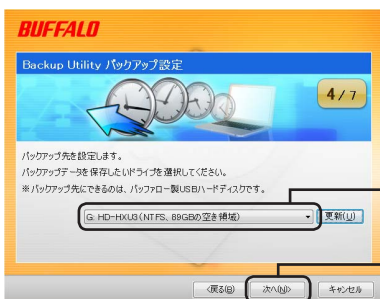 BUFFALO
Backup Utility バックアップ設定
4/7
バックアップ先を設定します。
バックアップデータを保存したいドライブを選択してください。
※バックアップ先にできるのは、バッファロー製USBハードディスクです。
G: HD-HXU3(NTFS、89GBの空き領域)
更新(U)
<戻る(B)
次へ(N)>
キャンセル